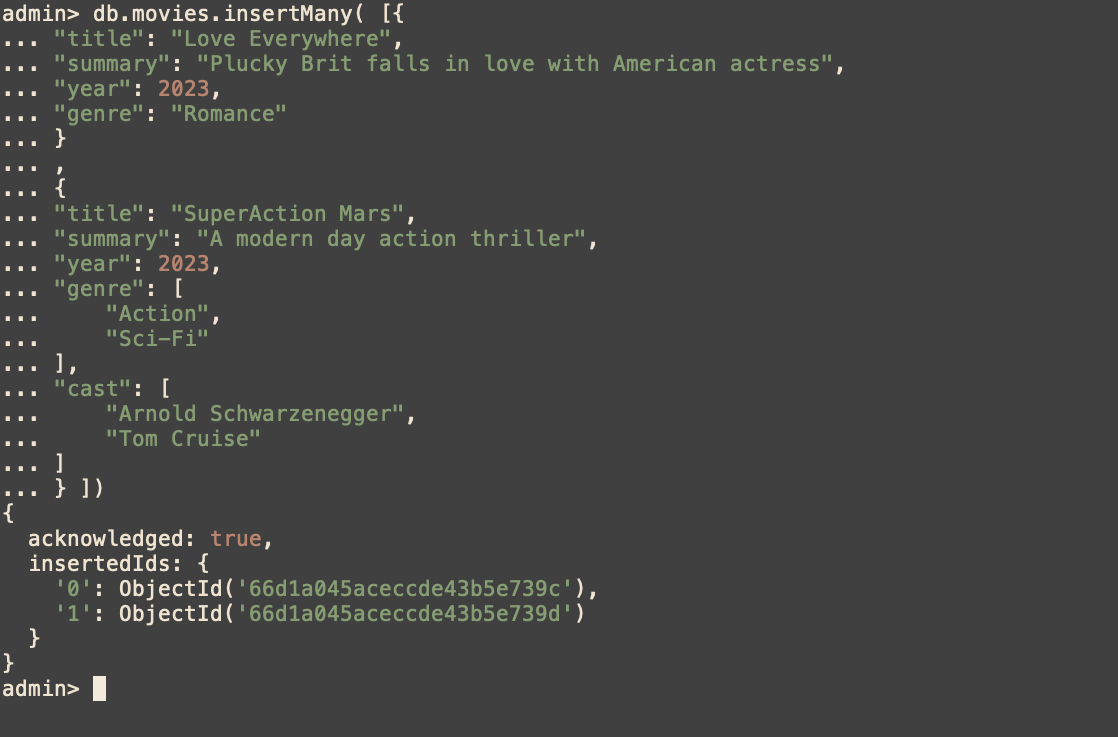 admin> db.movies.insertMany( [{
... "title": "Love Everywhere",
... "summary": "Plucky Brit falls in love with American actress",
... "year": 2023,
... "genre": "Romance"
... }
... ,
... {
... "title": "SuperAction Mars",
... "summary": "A modern day action thriller",
... "year": 2023,
... "genre": [
...     "Action",
...     "Sci-Fi"
... ],
... "cast": [
...     "Arnold Schwarzenegger",
...     "Tom Cruise"
... ]
... } ])
{
  acknowledged: true,
  insertedIds: {
    '0': ObjectId('66d1a045aceccde43b5e739c'),
    '1': ObjectId('66d1a045aceccde43b5e739d')
  }
}
admin>